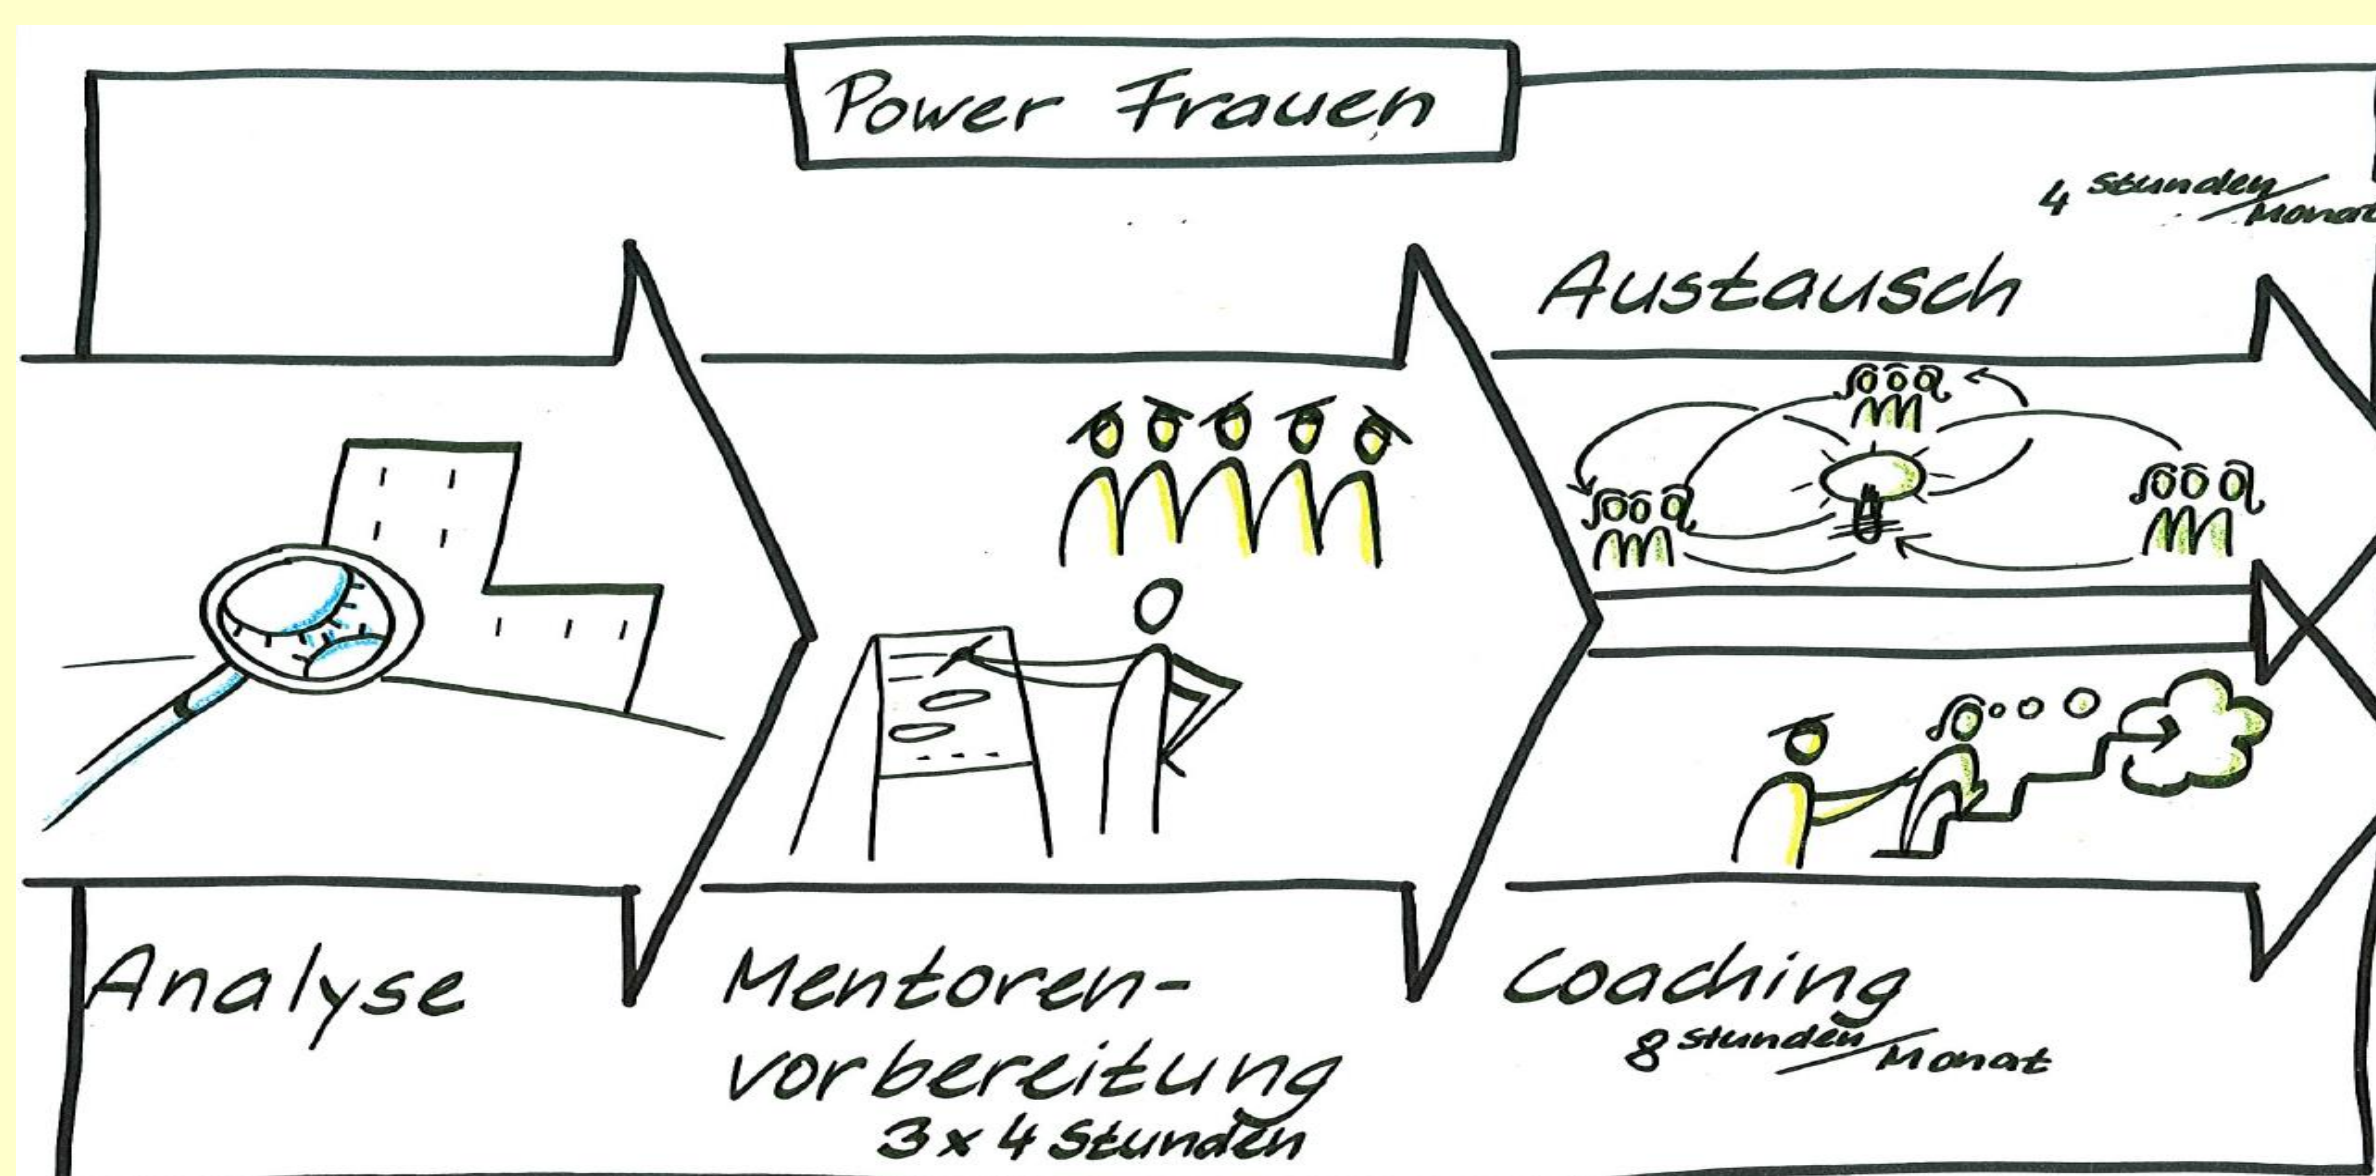 Power Frauen
4 Stunden/Monat
Austausch
Analyse
Mentoren-
vorbereitung
3 x 4 Stunden
Coaching
8 Stunden/Monat